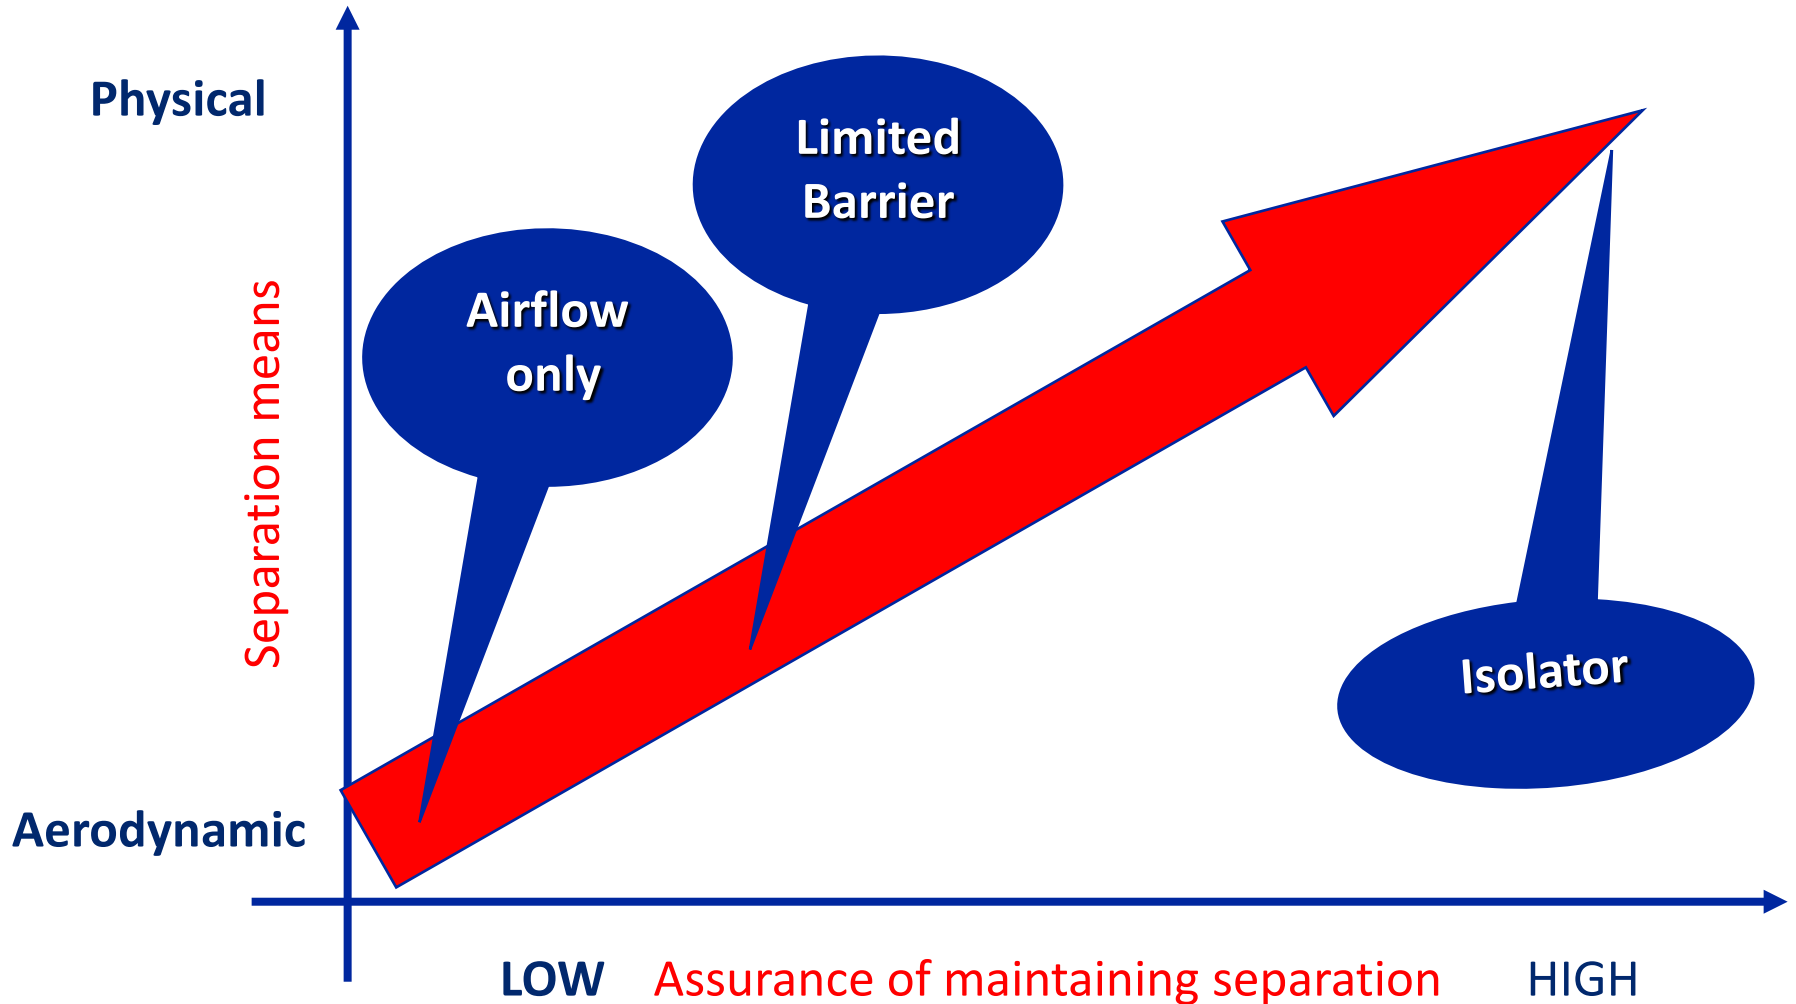 Physical
Limited
Barrier
Airflow
only
Separation means
Isolator
Aerodynamic
LOW Assurance of maintaining separation HIGH